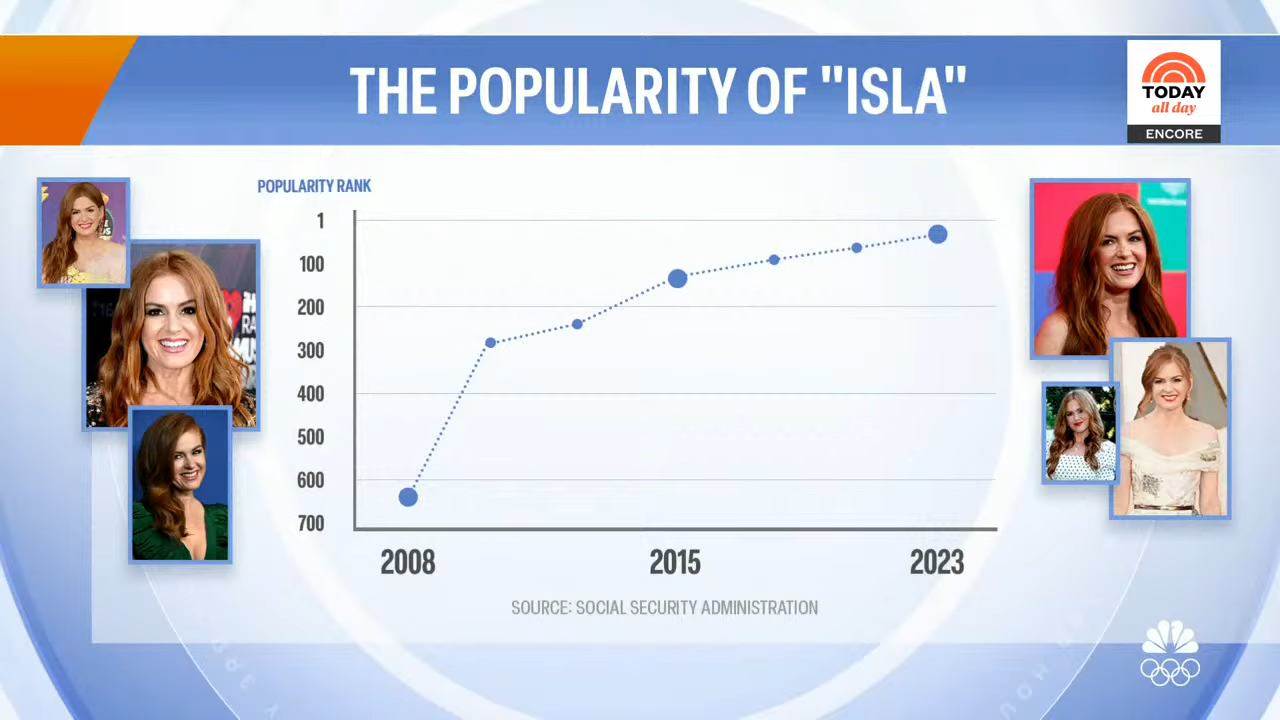 THE POPULARITY OF "ISLA"
TODAY
all day
ENCORE
POPULARITY RANK
1
100
200
300
400
500
600
700
2008 2015 2023
SOURCE: SOCIAL SECURITY ADMINISTRATION